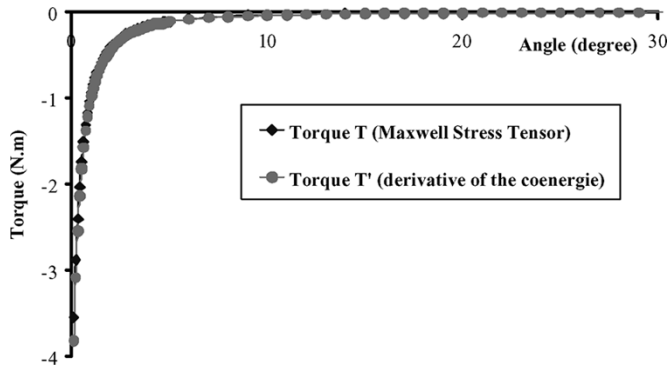 0
0
10
20
30
Angle (degree)
-1
-2
-3
-4
Torque (N.m)
Torque T (Maxwell Stress Tensor)
Torque T' (derivative of the coenergie)